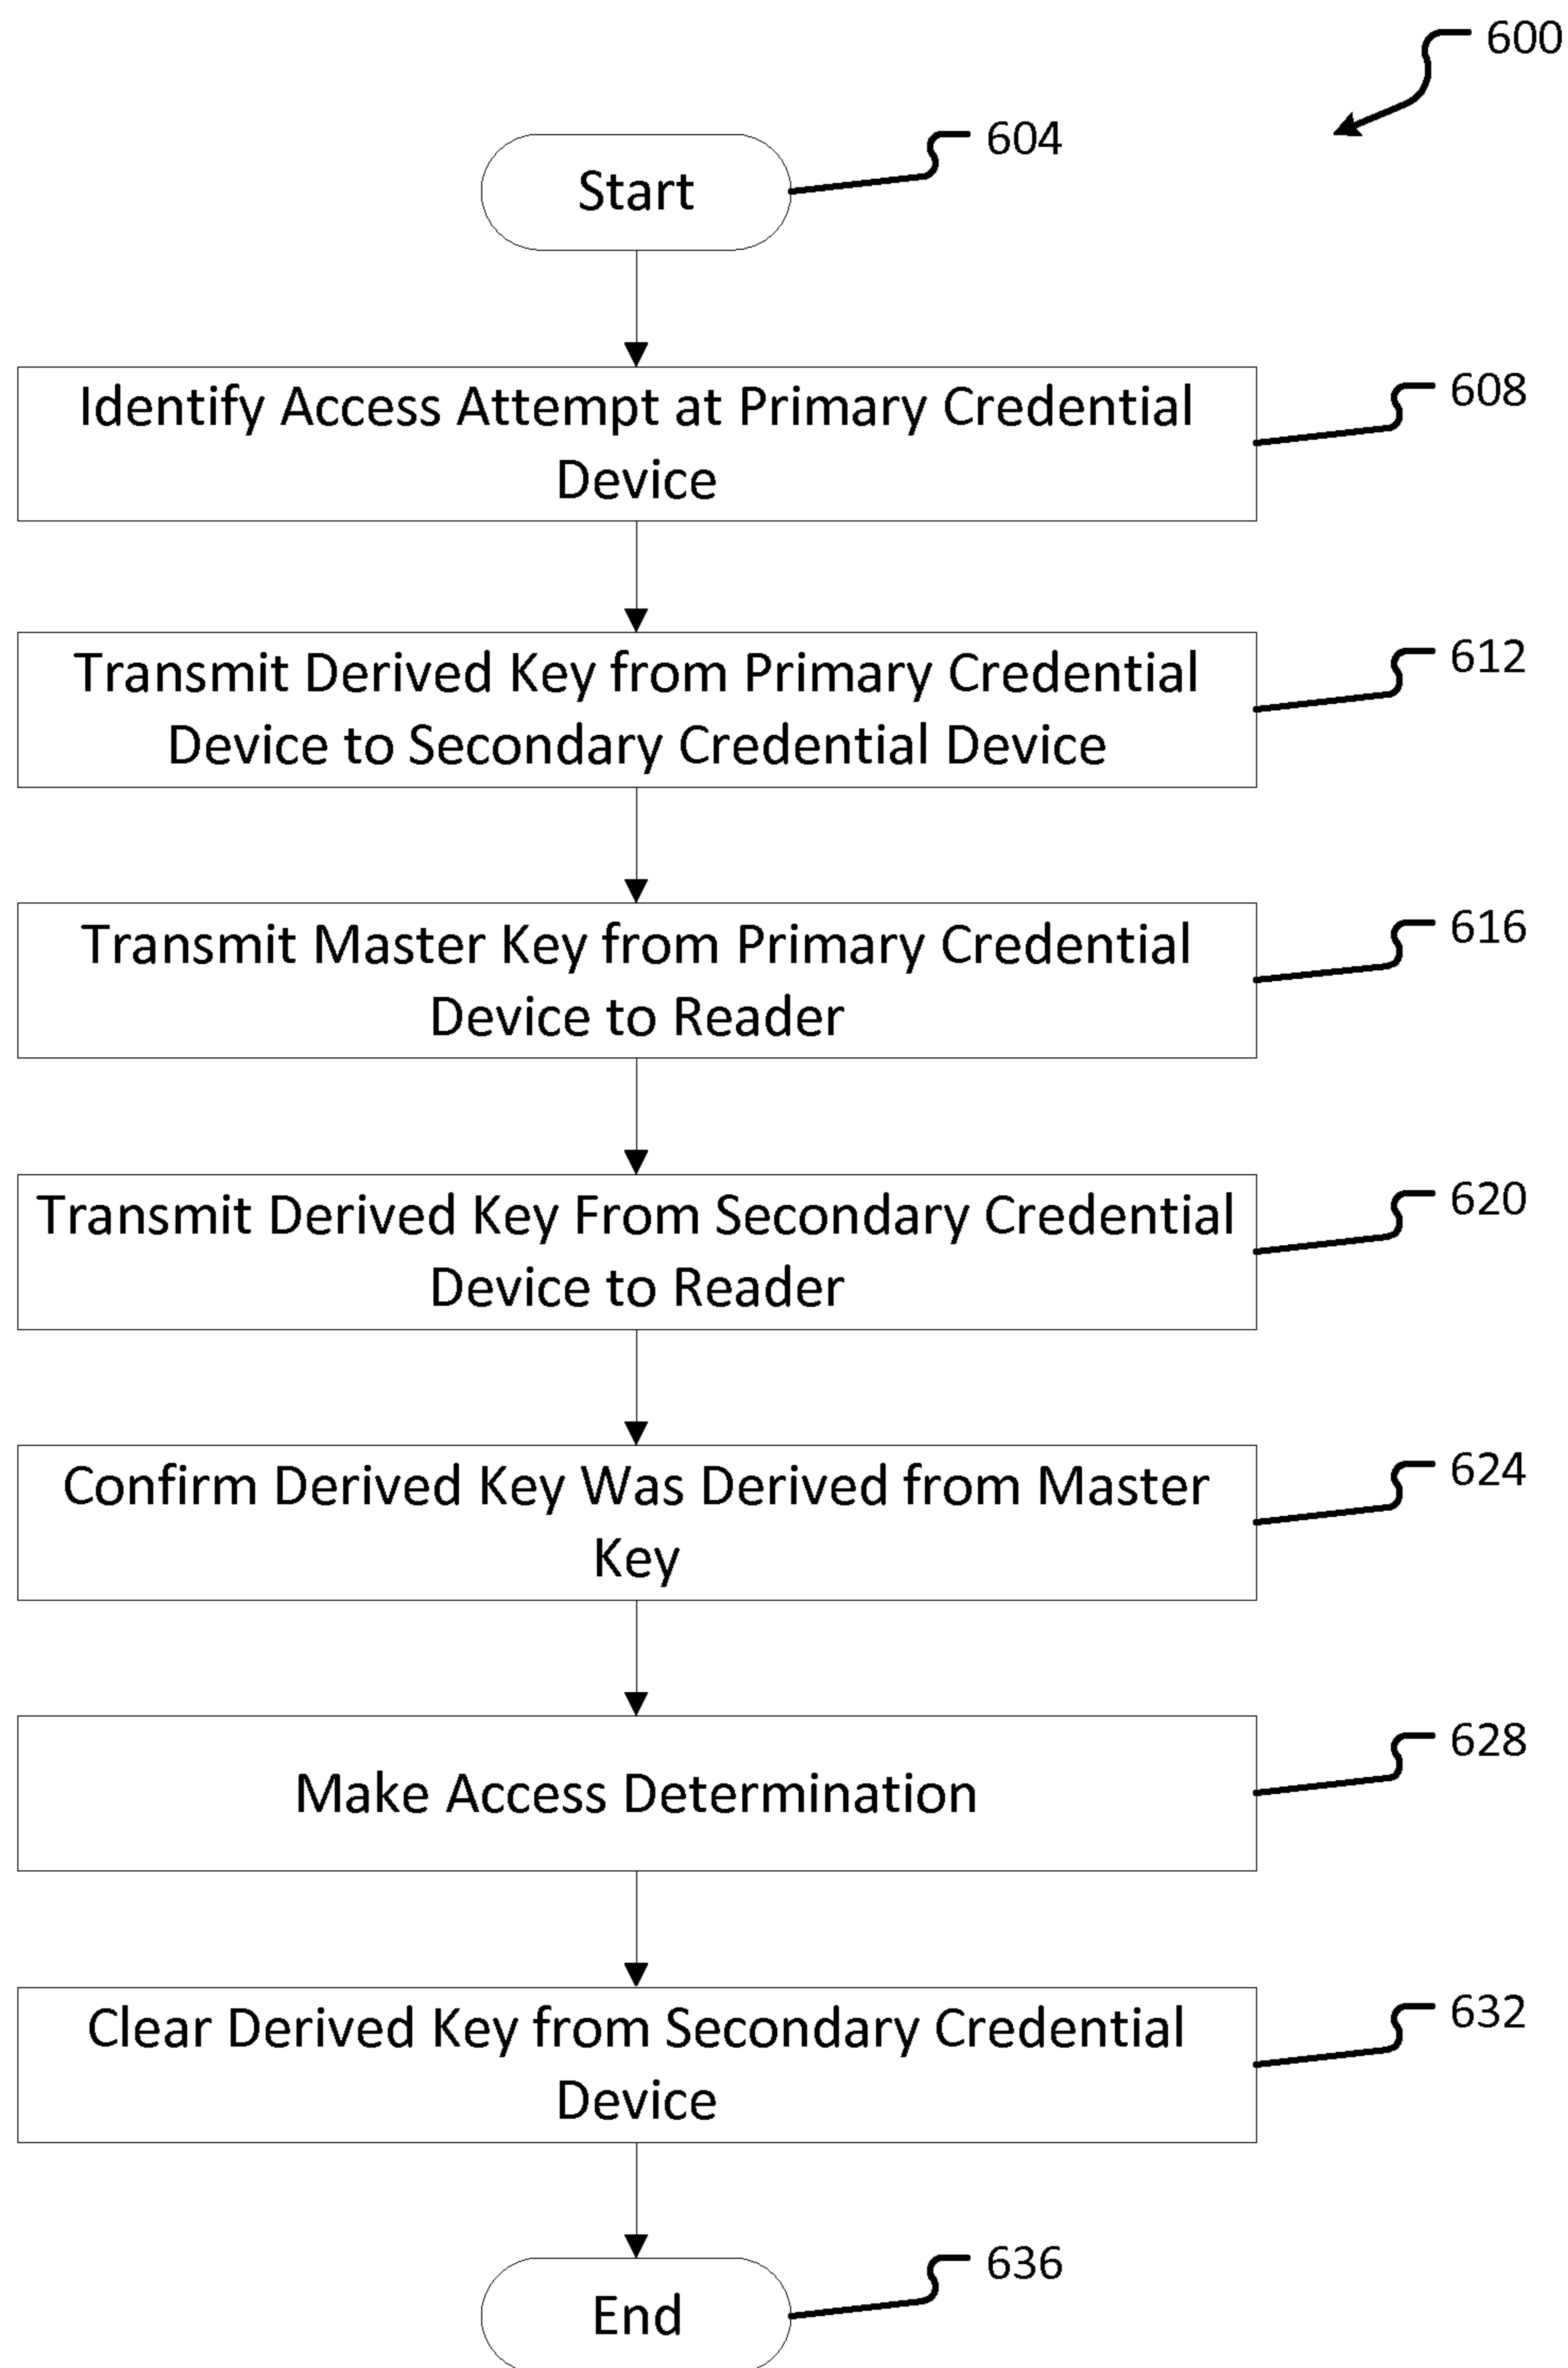 600
604
Start
608
Identify Access Attempt at Primary Credential
Device
612
Transmit Derived Key from Primary Credential
Device to Secondary Credential Device
616
Transmit Master Key from Primary Credential
Device to Reader
620
Transmit Derived Key From Secondary Credential
Device to Reader
624
Confirm Derived Key Was Derived from Master
Key
628
Make Access Determination
632
Clear Derived Key from Secondary Credential
Device
636
End